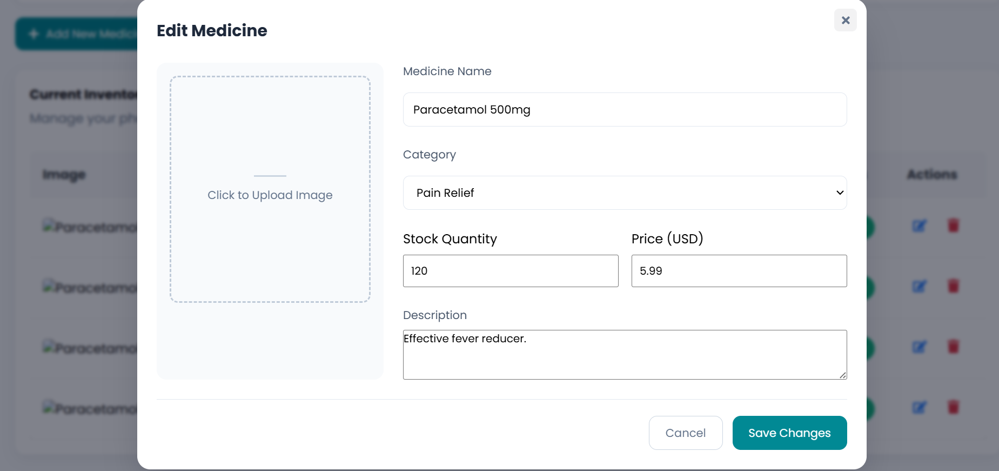 Edit Medicine
Add New Medici
Current Invento
Manage your ph
Image
Actions
Paracetamo
Paracetamo
Paracetamo
Paracetamo
Click to Upload Image
Medicine Name
Paracetamol 500mg
Category
Pain Relief
Stock Quantity
Price (USD)
120
5.99
Description
Effective fever reducer.
Cancel
Save Changes